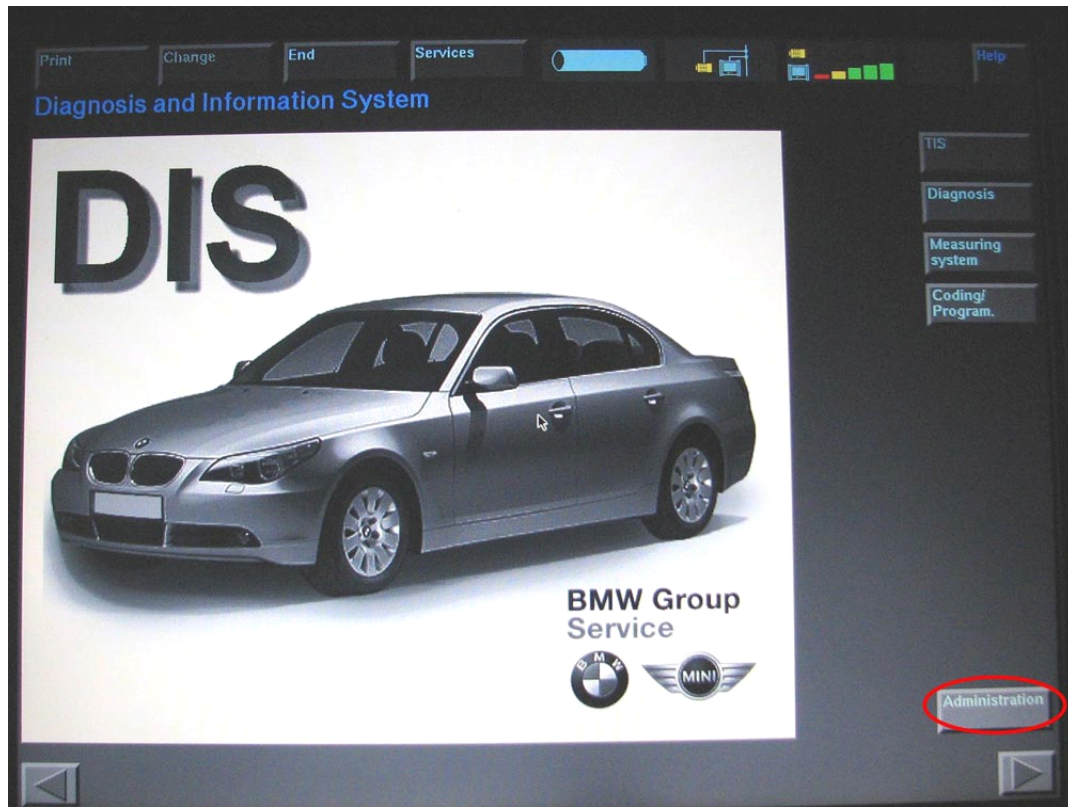 Print
Change
End
Services
Help
Diagnosis and Information System
TIS
Diagnosis
Measuring
system
Coding/
Program.
DIS
BMW Group
Service
BMW
MINI
Administration